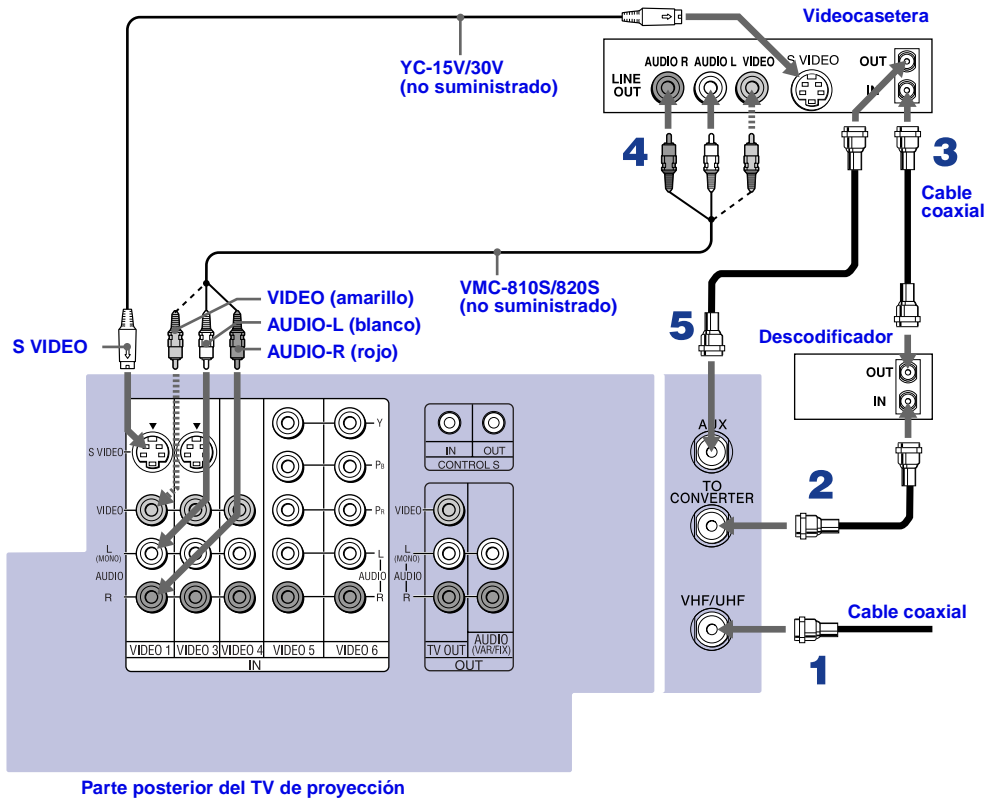 Videocasetera
YC-15V/30V
(no suministrado)
AUDIO R AUDIO L VIDEO S VIDEO OUT
LINE
OUT
IN
4
3
Cable
coaxial
VMC-810S/820S
(no suministrado)
VIDEO (amarillo)
AUDIO-L (blanco)
AUDIO-R (rojo)
S VIDEO
5
Descodificador
OUT
IN
AUX
TO
CONVERTER
2
VHF/UHF
Cable coaxial
1
S VIDEO
VIDEO
L
(MONO)
AUDIO
R
Y
PB
PR
L
AUDIO
R
VIDEO 1 VIDEO 3 VIDEO 4 VIDEO 5 VIDEO 6
IN
IN OUT
CONTROL S
VIDEO
L
(MONO)
AUDIO
R
TV OUT
AUDIO
(VAR/FIX)
OUT
Parte posterior del TV de proyección